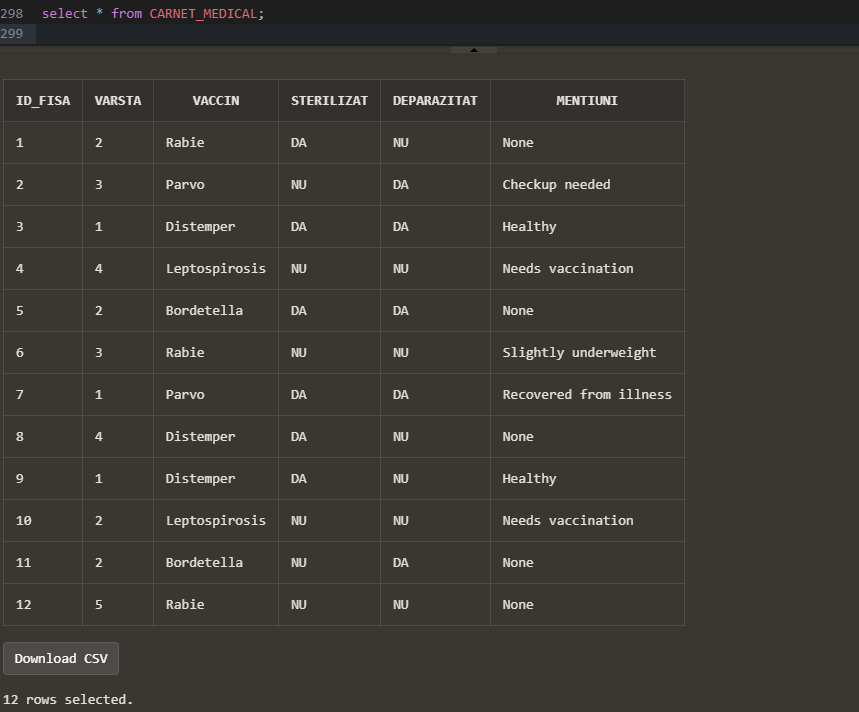 298 select * from CARNET_MEDICAL;
299
ID_FISA VARSTA VACCIN STERILIZAT DEPARAZITAT MENTIUNI
1 2 Rabie DA NU None
2 3 Parvo NU DA Checkup needed
3 1 Distemper DA DA Healthy
4 4 Leptospirosis NU NU Needs vaccination
5 2 Bordetella DA DA None
6 3 Rabie NU NU Slightly underweight
7 1 Parvo DA DA Recovered from illness
8 4 Distemper DA NU None
9 1 Distemper DA NU Healthy
10 2 Leptospirosis NU NU Needs vaccination
11 2 Bordetella NU DA None
12 5 Rabie NU NU None
Download CSV
12 rows selected.